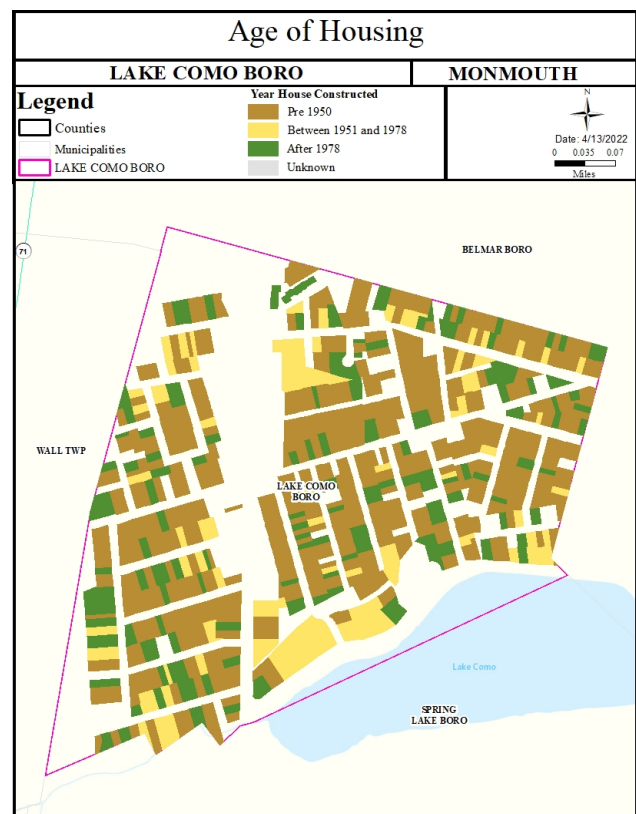 Age of Housing
LAKE COMO BORO
MONMOUTH
Legend
Counties
Municipalities
LAKE COMO BORO
Year House Constructed
Pre 1950
Between 1951 and 1978
After 1978
Unknown
N
Date: 4/13/2022
0 0.035 0.07
Miles
71
BELMAR BORO
WALL TWP
LAKE COMO
BORO
Lake Como
SPRING
LAKE BORO